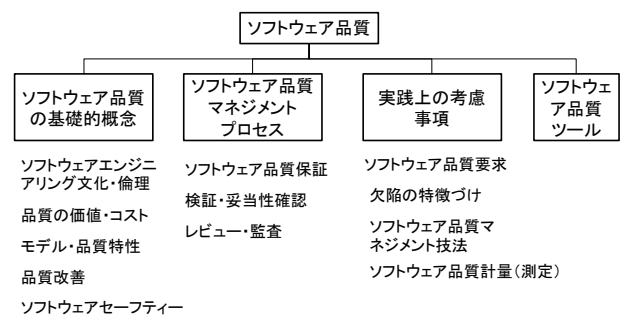 ソフトウェア品質
ソフトウェア品質
の基礎的概念
ソフトウェア品質
マネジメント
プロセス
実践上の考慮
事項
ソフトウェ
ア品質
ツール
ソフトウェアエンジニ
アリング文化・倫理
品質の価値・コスト
モデル・品質特性
品質改善
ソフトウェアセーフティー
ソフトウェア品質保証
検証・妥当性確認
レビュー・監査
ソフトウェア品質要求
欠陥の特徴づけ
ソフトウェア品質マ
ネジメント技法
ソフトウェア品質計量(測定)